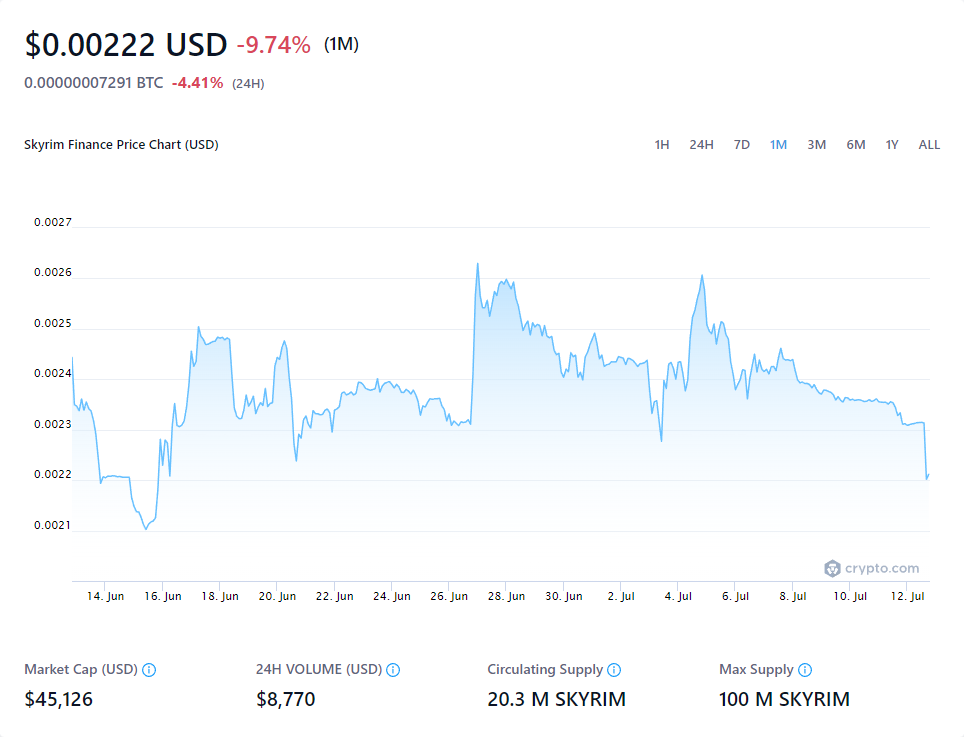 $0.00222 USD -9.74% (1M)
0.00000007291 BTC -4.41% (24H)
Skyrim Finance Price Chart (USD) 1H 24H 7D 1M 3M 6M 1Y ALL
0.0027
0.0026
0.0025
0.0024
0.0023
0.0022
0.0021
crypto.com
14. Jun 16. Jun 18. Jun 20. Jun 22. Jun 24. Jun 26. Jun 28. Jun 30. Jun 2. Jul 4. Jul 6. Jul 8. Jul 10. Jul 12. Jul
Market Cap (USD) 24H VOLUME (USD) Circulating Supply Max Supply
$45,126 $8,770 20.3 M SKYRIM 100 M SKYRIM